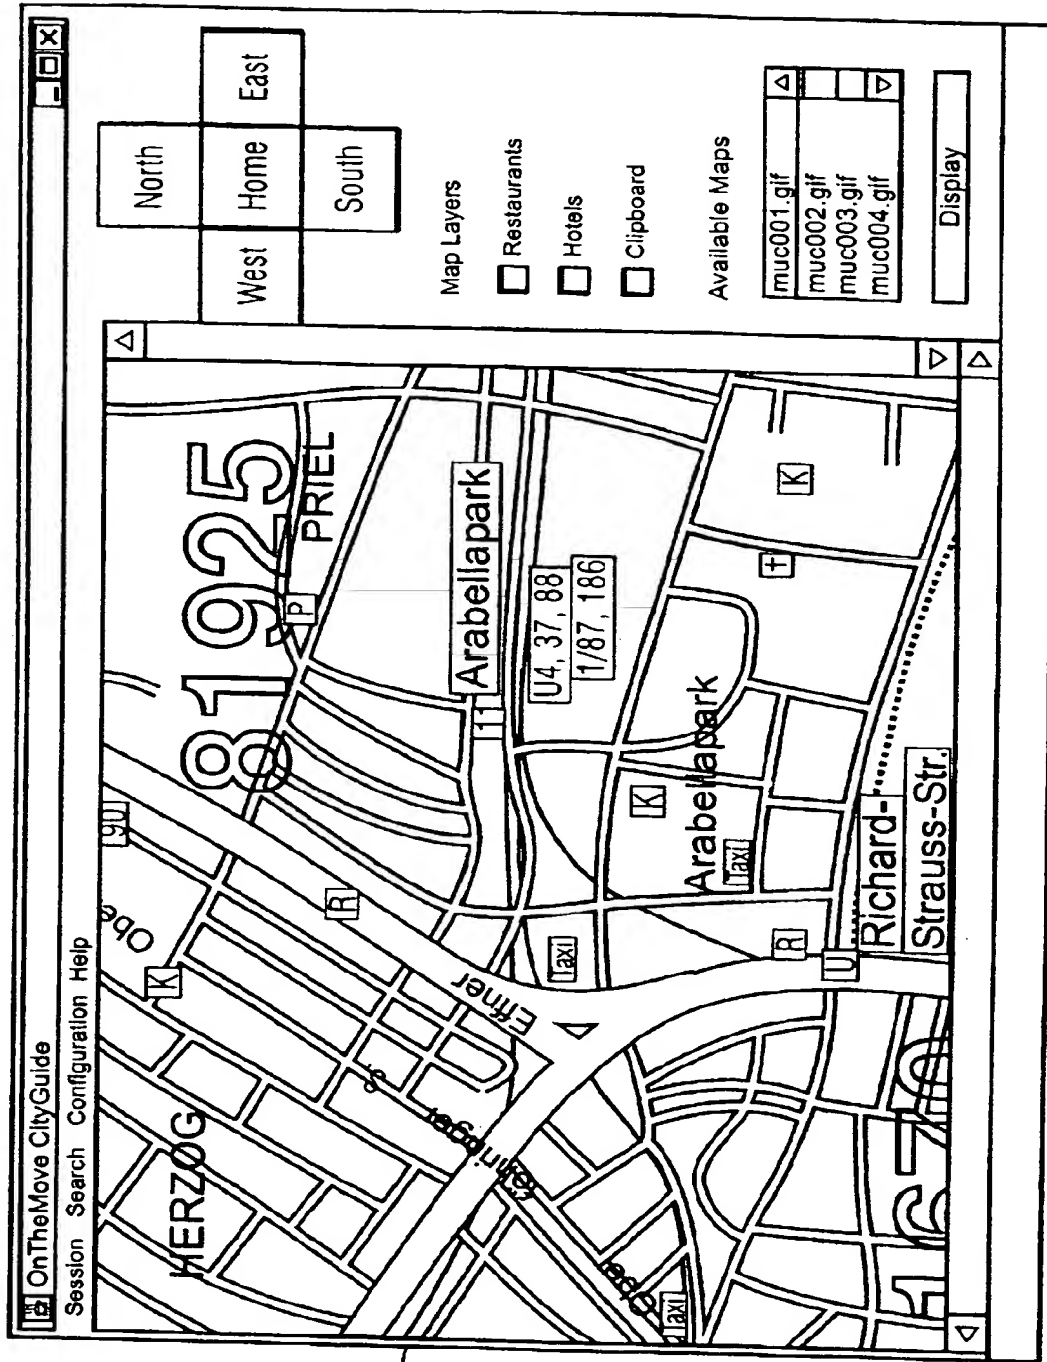 OnTheMove CityGuide
Session Search Configuration Help
HERZOG
Obe
90
K
R
81925
PRIEL
P
Effner
Taxi
11
Arabellapark
U4, 37, 88
1/87, 186
K
Arabellapark
Taxi
K
†
R
U
Richard-
Strauss-Str.
Taxi
North
West Home East
South
Map Layers
Restaurants
Hotels
Clipboard
Available Maps
muc001.gif
muc002.gif
muc003.gif
muc004.gif
Display